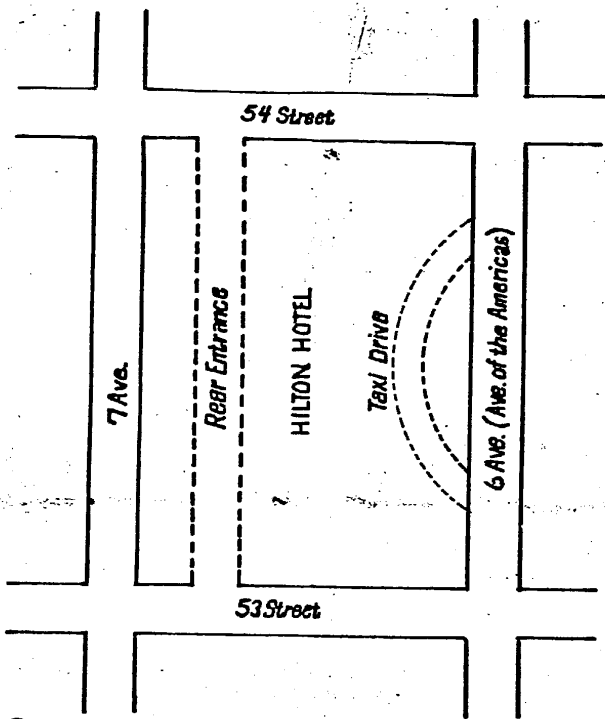 54 Street
7 Ave.
Rear Entrance
HILTON HOTEL
Taxi Drive
6 Ave. (Ave. of the Americas)
53 Street